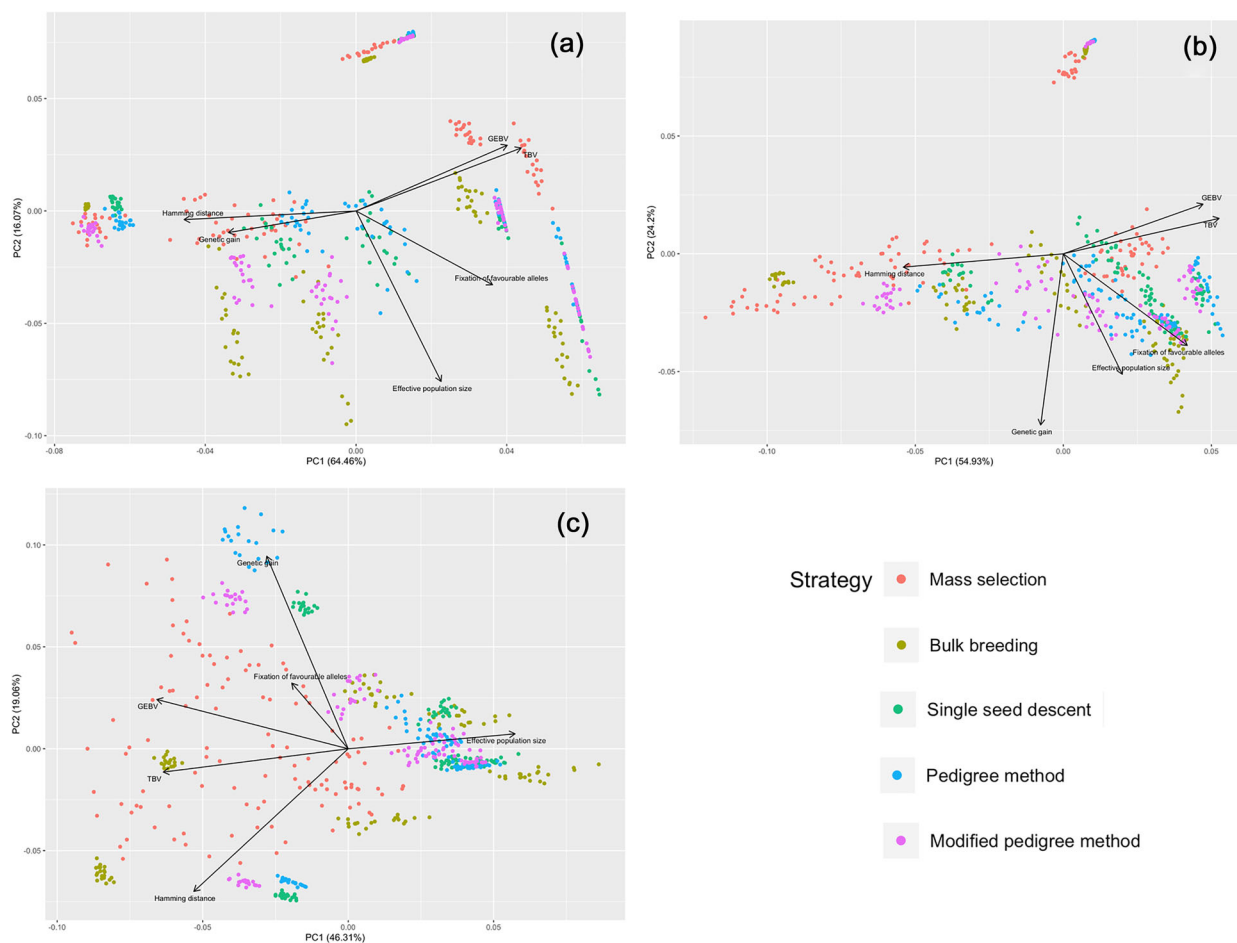 (a)
0.05
0.00
-0.05
-0.10
PC2 (16.07%)
GEBV
TBV
Hamming distance
Genetic gain
Fixation of favourable alleles
Effective population size
-0.08
-0.04
0.00
0.04
PC1 (64.46%)
(b)
0.05
0.00
-0.05
PC2 (24.2%)
GEBV
TBV
Hamming distance
Fixation of favourable alleles
Effective population size
Genetic gain
-0.10
-0.05
0.00
0.05
PC1 (54.93%)
(c)
0.10
0.05
0.00
-0.05
PC2 (19.06%)
Genetic gain
Fixation of favourable alleles
GEBV
Effective population size
TBV
Hamming distance
-0.10
-0.05
0.00
0.05
PC1 (46.31%)
Strategy
Mass selection
Bulk breeding
Single seed descent
Pedigree method
Modified pedigree method